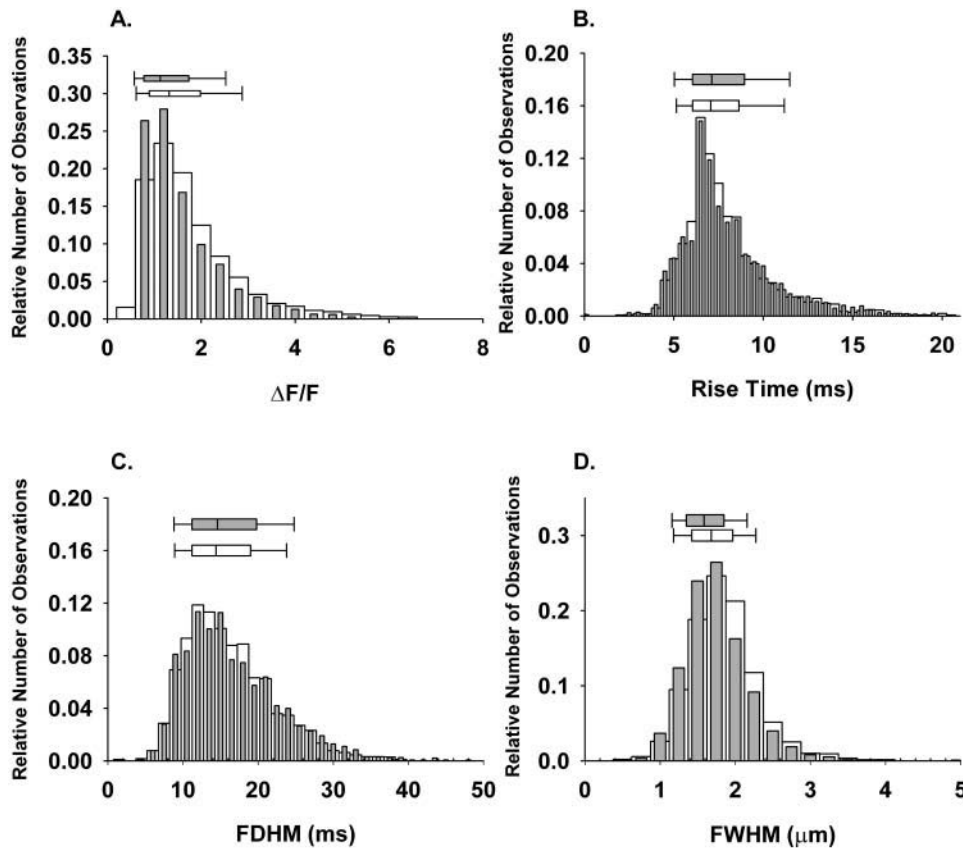 A.
Relative Number of Observations
0.35
0.30
0.25
0.20
0.15
0.10
0.05
0.00
0 2 4 6 8
ΔF/F
B.
Relative Number of Observations
0.20
0.16
0.12
0.08
0.04
0.00
0 5 10 15 20
Rise Time (ms)
C.
Relative Number of Observations
0.20
0.16
0.12
0.08
0.04
0.00
0 10 20 30 40 50
FDHM (ms)
D.
Relative Number of Observations
0.3
0.2
0.1
0.0
0 1 2 3 4 5
FWHM (μm)